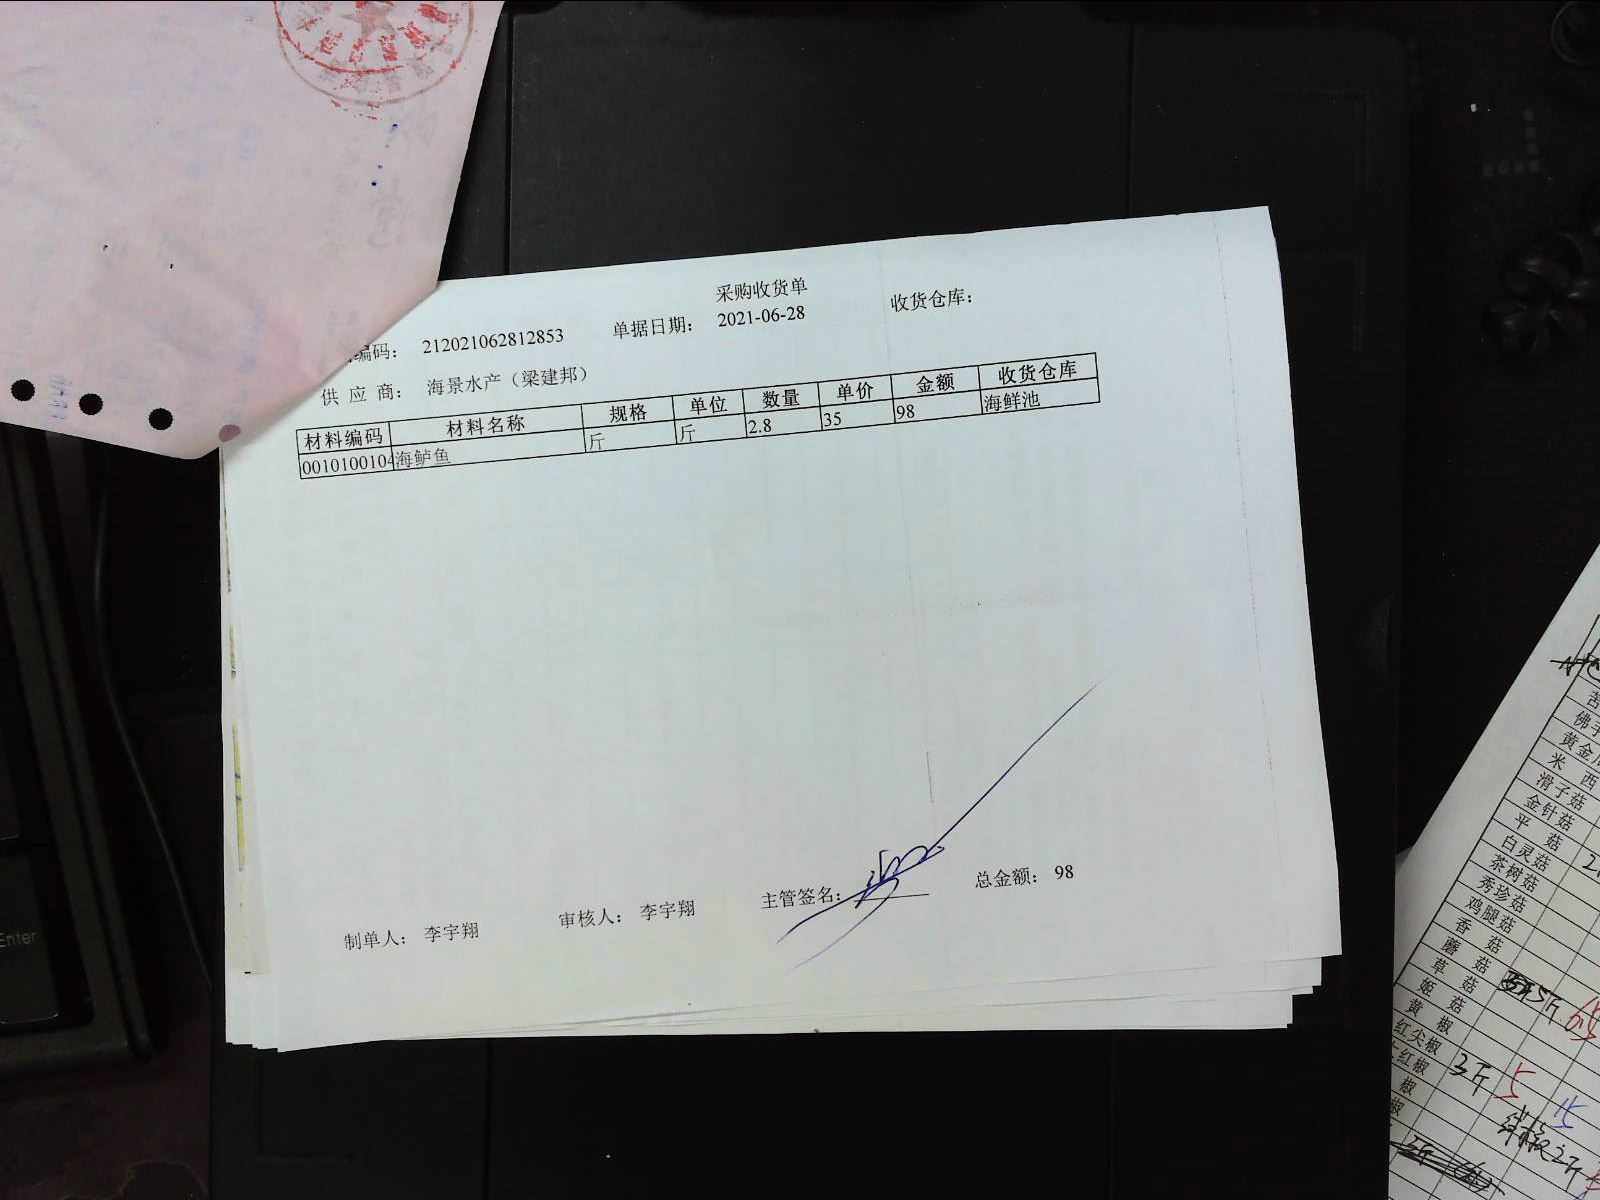 采购收货单
编码: 212021062812853 单据日期: 2021-06-28 收货仓库:
供应商: 海景水产（梁建邦）
材料编码 材料名称 规格 单位 数量 单价 金额 收货仓库
0010100104 海鲈鱼 斤 斤 2.8 35 98 海鲜池
制单人: 李宇翔 审核人: 李宇翔 主管签名: 总金额: 98
Enter
佛手
黄金
米 西
滑子菇
金针菇
平 菇
白灵菇
茶树菇
秀珍菇
鸡腿菇
香 菇
蘑 菇
草 菇
姬 菇
黄 椒
红尖椒
红椒 3斤 5 15
椒
椒